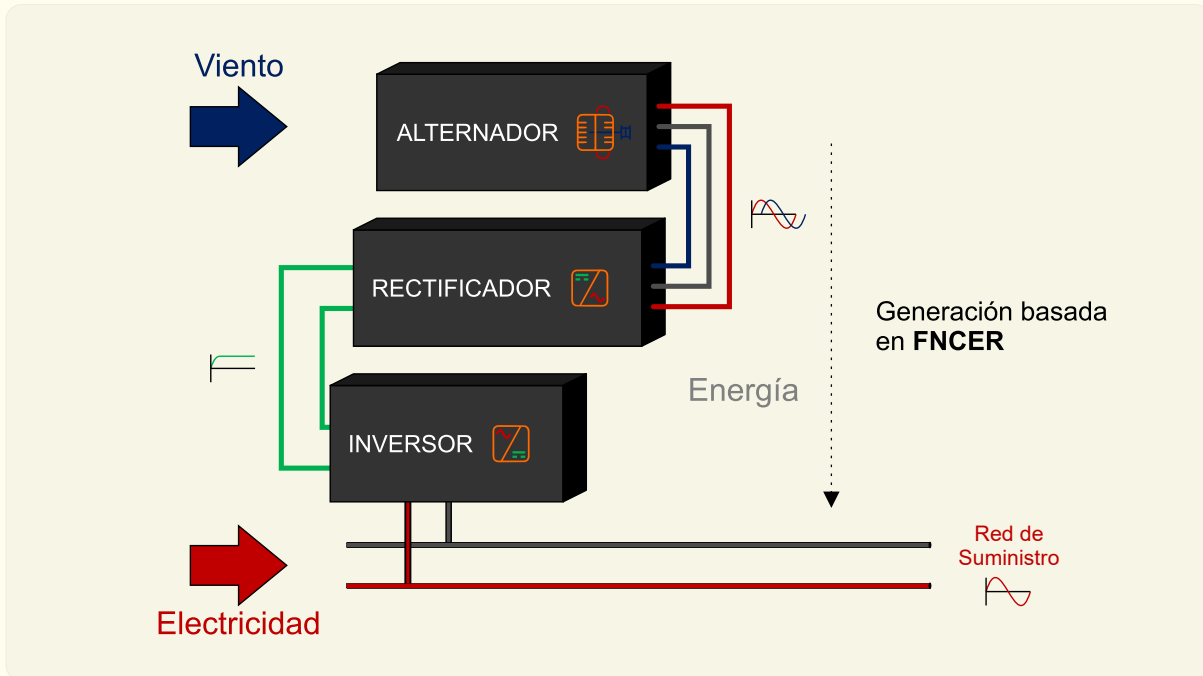 Viento
ALTERNADOR
RECTIFICADOR
Generación basada
en FNCER
Energía
INVERSOR
Red de
Suministro
Electricidad